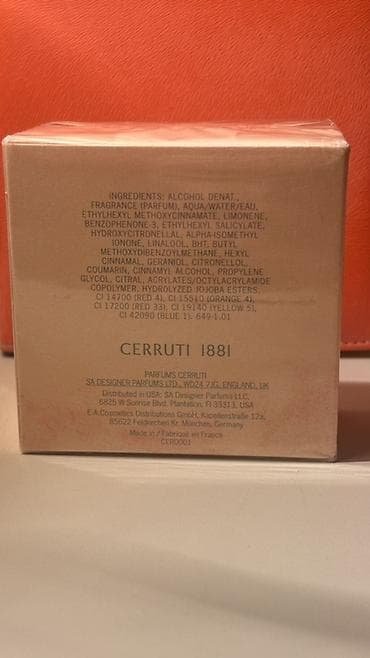 INGREDIENTS: ALCOHOL DENAT.,
FRAGRANCE (PARFUM), AQUA/WATER/EAU,
ETHYLHEXYL METHOXYCINNAMATE, LIMONENE,
BENZOPHENONE-3, ETHYLHEXYL SALICYLATE,
HYDROXYCITRONELLAL, ALPHA-ISOMETHYL
IONONE, LINALOOL, BHT, BUTYL
METHOXYDIBENZOYLMETHANE, HEXYL
CINNAMAL, GERANIOL, CITRONELLOL,
COUMARIN, CINNAMYL ALCOHOL, PROPYLENE
GLYCOL, CITRAL, ACRYLATES/OCTYLACRYLAMIDE
COPOLYMER, HYDROLYZED JOJOBA ESTERS,
CI 14700 (RED 4), CI 15510 (ORANGE 4),
CI 17200 (RED 33), CI 19140 (YELLOW 5),
CI 42090 (BLUE 1). 649-1.01
CERRUTI 1881
PARFUMS CERRUTI
SA DESIGNER PARFUMS LTD., WD24 7JG, ENGLAND, UK
Distributed in USA: SA Designer Parfums LLC,
6825 W Sunrise Blvd, Plantation, Fl 33313, USA
E.A.Cosmetics Distributions GmbH, Kapellenstraße 12a,
85622 Feldkirchen Kr. München, Germany
Made in / Fabriqué en France